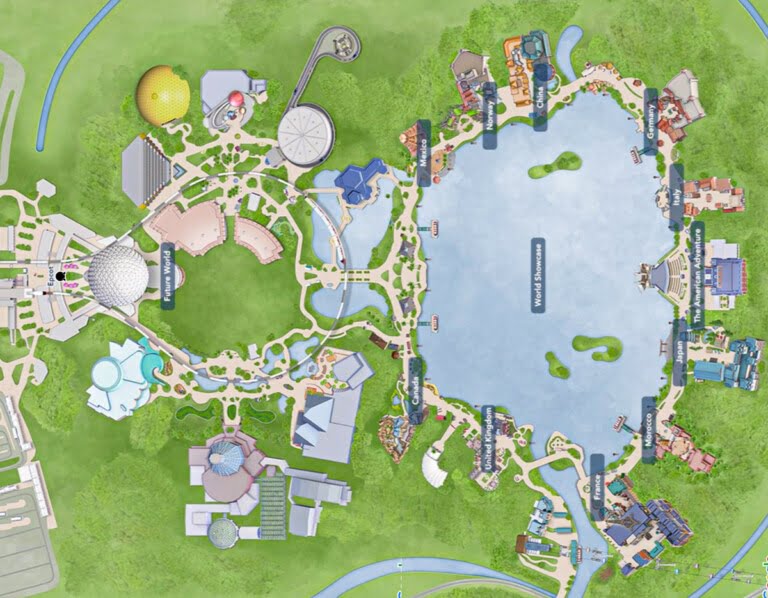 Epcot
Future World
Canada
Mexico
United Kingdom
Norway
World Showcase
China
France
Morocco
Germany
Japan
Italy
The American Adventure
Google